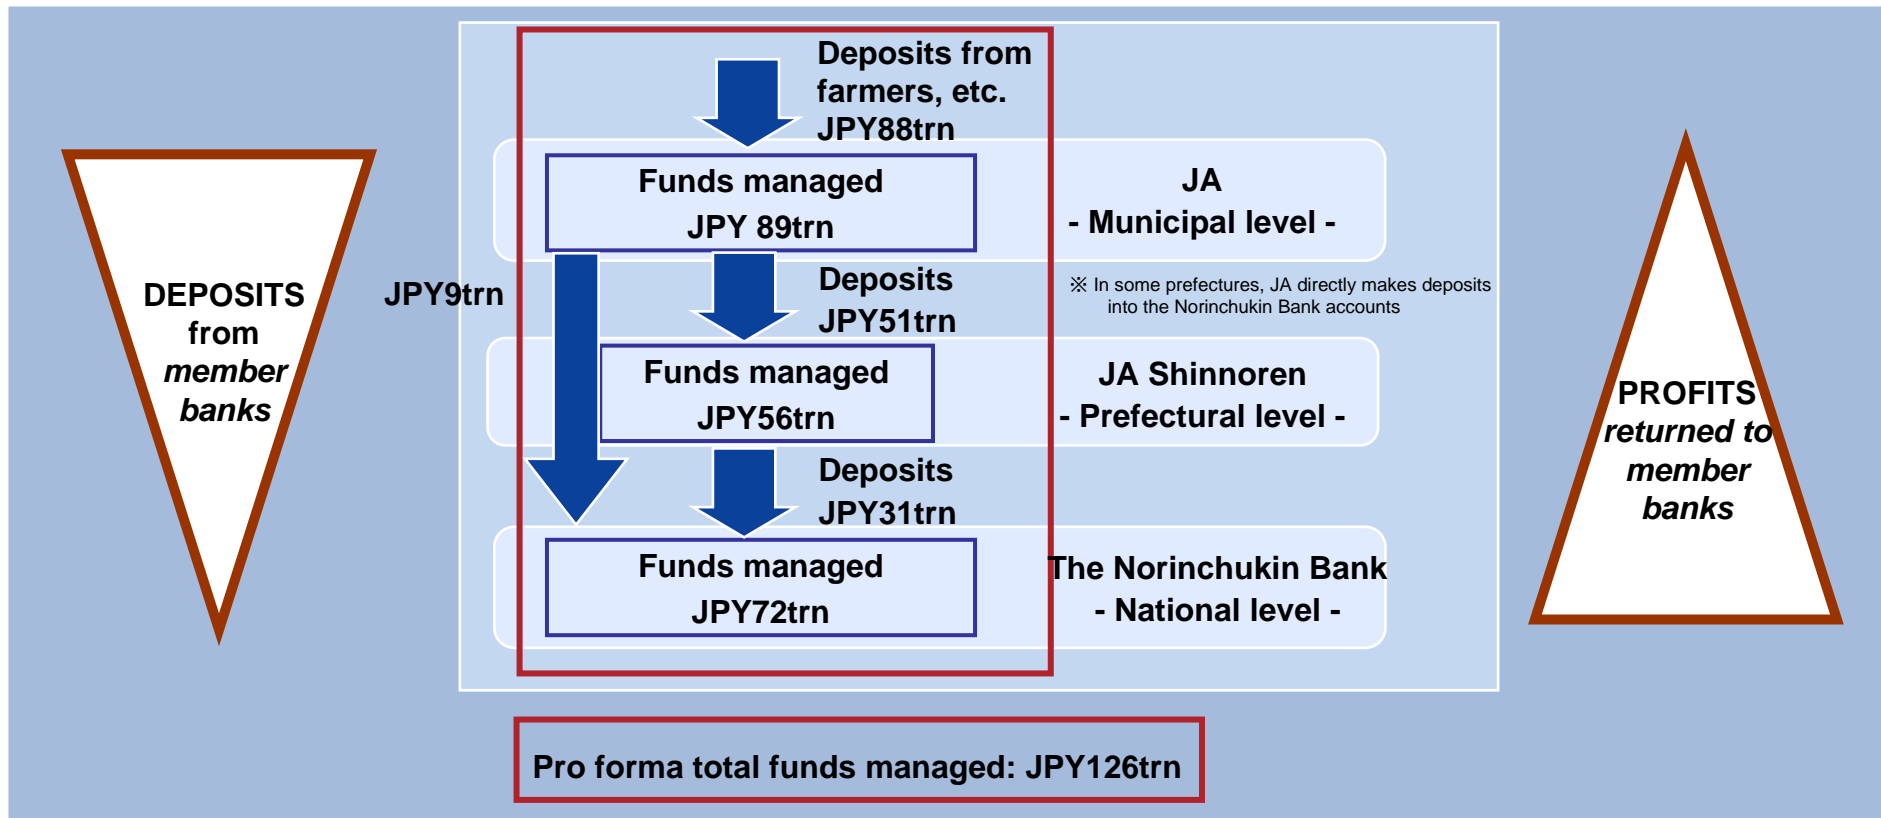 Deposits from
farmers, etc.
JPY88trn
Funds managed
JPY 89trn
JA
- Municipal level -
DEPOSITS
from
member
banks
JPY9trn
Deposits
JPY51trn
※ In some prefectures, JA directly makes deposits
into the Norinchukin Bank accounts
Funds managed
JPY56trn
JA Shinnoren
- Prefectural level -
PROFITS
returned to
member
banks
Deposits
JPY31trn
Funds managed
JPY72trn
The Norinchukin Bank
- National level -
Pro forma total funds managed: JPY126trn